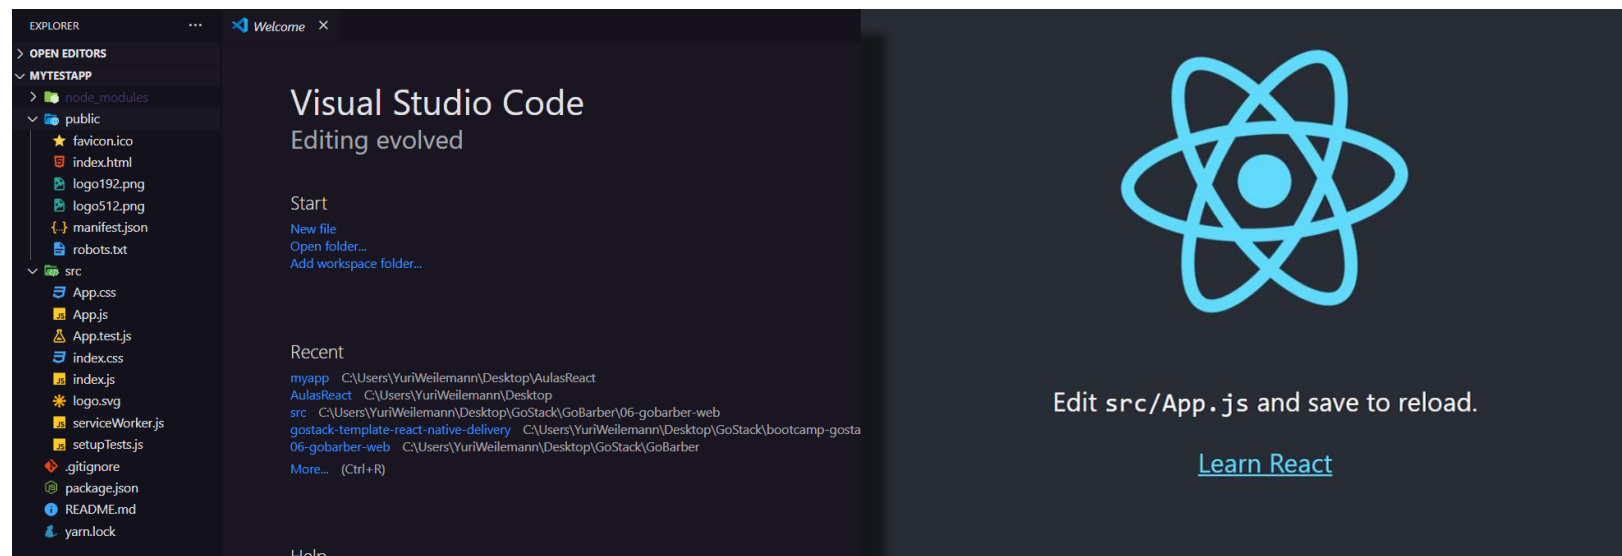 EXPLORER
OPEN EDITORS
MYTESTAPP
node_modules
public
favicon.ico
index.html
logo192.png
logo512.png
{..} manifest.json
robots.txt
src
App.css
JS App.js
App.test.js
index.css
JS index.js
logo.svg
JS serviceWorker.js
JS setupTests.js
.gitignore
package.json
README.md
yarn.lock
Welcome
Visual Studio Code
Editing evolved
Start
New file
Open folder...
Add workspace folder...
Recent
myapp C:\Users\YuriWeilemann\Desktop\AulasReact
AulasReact C:\Users\YuriWeilemann\Desktop
src C:\Users\YuriWeilemann\Desktop\GoStack\GoBarber\06-gobarber-web
gostack-template-react-native-delivery C:\Users\YuriWeilemann\Desktop\GoStack\bootcamp-gosta
06-gobarber-web C:\Users\YuriWeilemann\Desktop\GoStack\GoBarber
More... (Ctrl+R)
Help
Edit src/App.js and save to reload.
Learn React